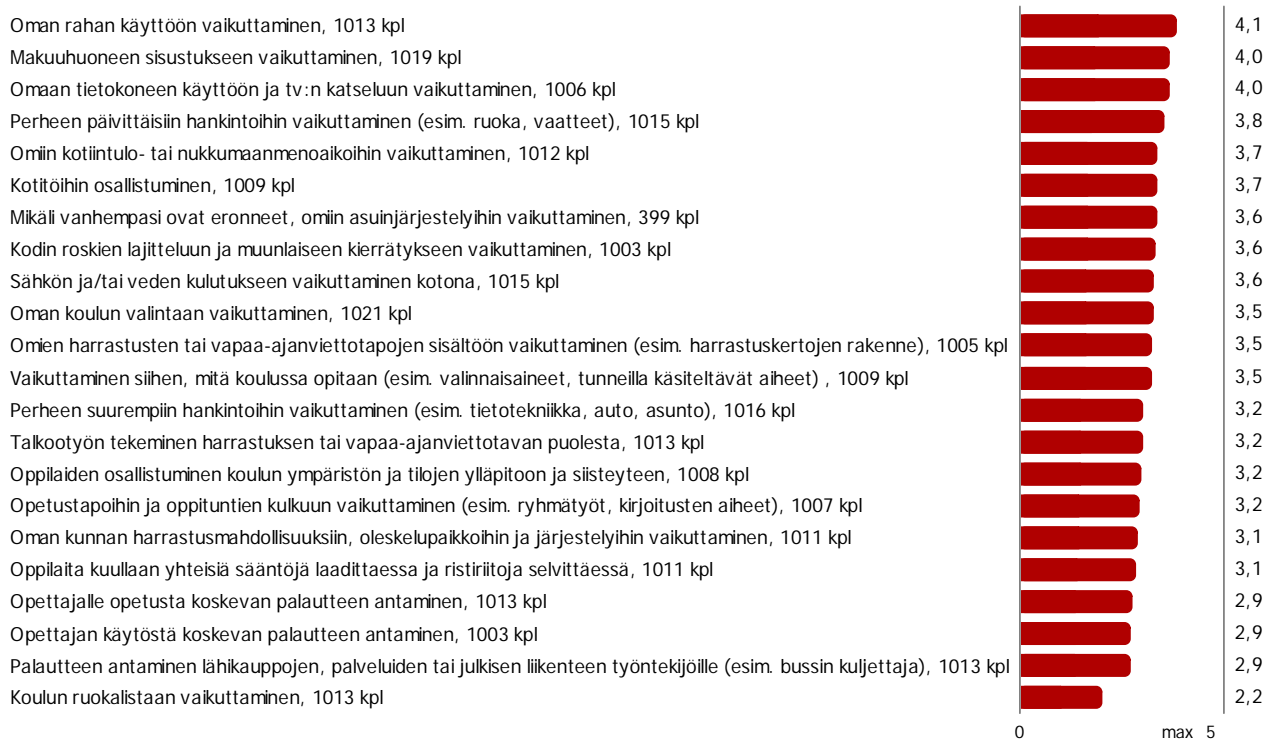 Oman rahan käyttöön vaikuttaminen, 1013 kpl 4,1
Makuuhuoneen sisustukseen vaikuttaminen, 1019 kpl 4,0
Omaan tietokoneen käyttöön ja tv:n katseluun vaikuttaminen, 1006 kpl 4,0
Perheen päivittäisiin hankintoihin vaikuttaminen (esim. ruoka, vaatteet), 1015 kpl 3,8
Omiin kotiintulo- tai nukkumaanmenoaikoihin vaikuttaminen, 1012 kpl 3,7
Kotitöihin osallistuminen, 1009 kpl 3,7
Mikäli vanhempasi ovat eronneet, omiin asuinjärjestelyihin vaikuttaminen, 399 kpl 3,6
Kodin roskien lajitteluun ja muunlaiseen kierrätykseen vaikuttaminen, 1003 kpl 3,6
Sähkön ja/tai veden kulutukseen vaikuttaminen kotona, 1015 kpl 3,6
Oman koulun valintaan vaikuttaminen, 1021 kpl 3,5
Omien harrastusten tai vapaa-ajanviettotapojen sisältöön vaikuttaminen (esim. harrastuskertojen rakenne), 1005 kpl 3,5
Vaikuttaminen siihen, mitä koulussa opitaan (esim. valinnaisaineet, tunneilla käsiteltävät aiheet) , 1009 kpl 3,5
Perheen suurempiin hankintoihin vaikuttaminen (esim. tietotekniikka, auto, asunto), 1016 kpl 3,2
Talkootyön tekeminen harrastuksen tai vapaa-ajanviettotavan puolesta, 1013 kpl 3,2
Oppilaiden osallistuminen koulun ympäristön ja tilojen ylläpitoon ja siisteyteen, 1008 kpl 3,2
Opetustapoihin ja oppituntien kulkuun vaikuttaminen (esim. ryhmätyöt, kirjoitusten aiheet), 1007 kpl 3,2
Oman kunnan harrastusmahdollisuuksiin, oleskelupaikkoihin ja järjestelyihin vaikuttaminen, 1011 kpl 3,1
Oppilaita kuullaan yhteisiä sääntöjä laadittaessa ja ristiriitoja selvittäessä, 1011 kpl 3,1
Opettajalle opetusta koskevan palautteen antaminen, 1013 kpl 2,9
Opettajan käytöstä koskevan palautteen antaminen, 1003 kpl 2,9
Palautteen antaminen lähikauppojen, palveluiden tai julkisen liikenteen työntekijöille (esim. bussin kuljettaja), 1013 kpl 2,9
Koulun ruokalistaan vaikuttaminen, 1013 kpl 2,2
0 max 5